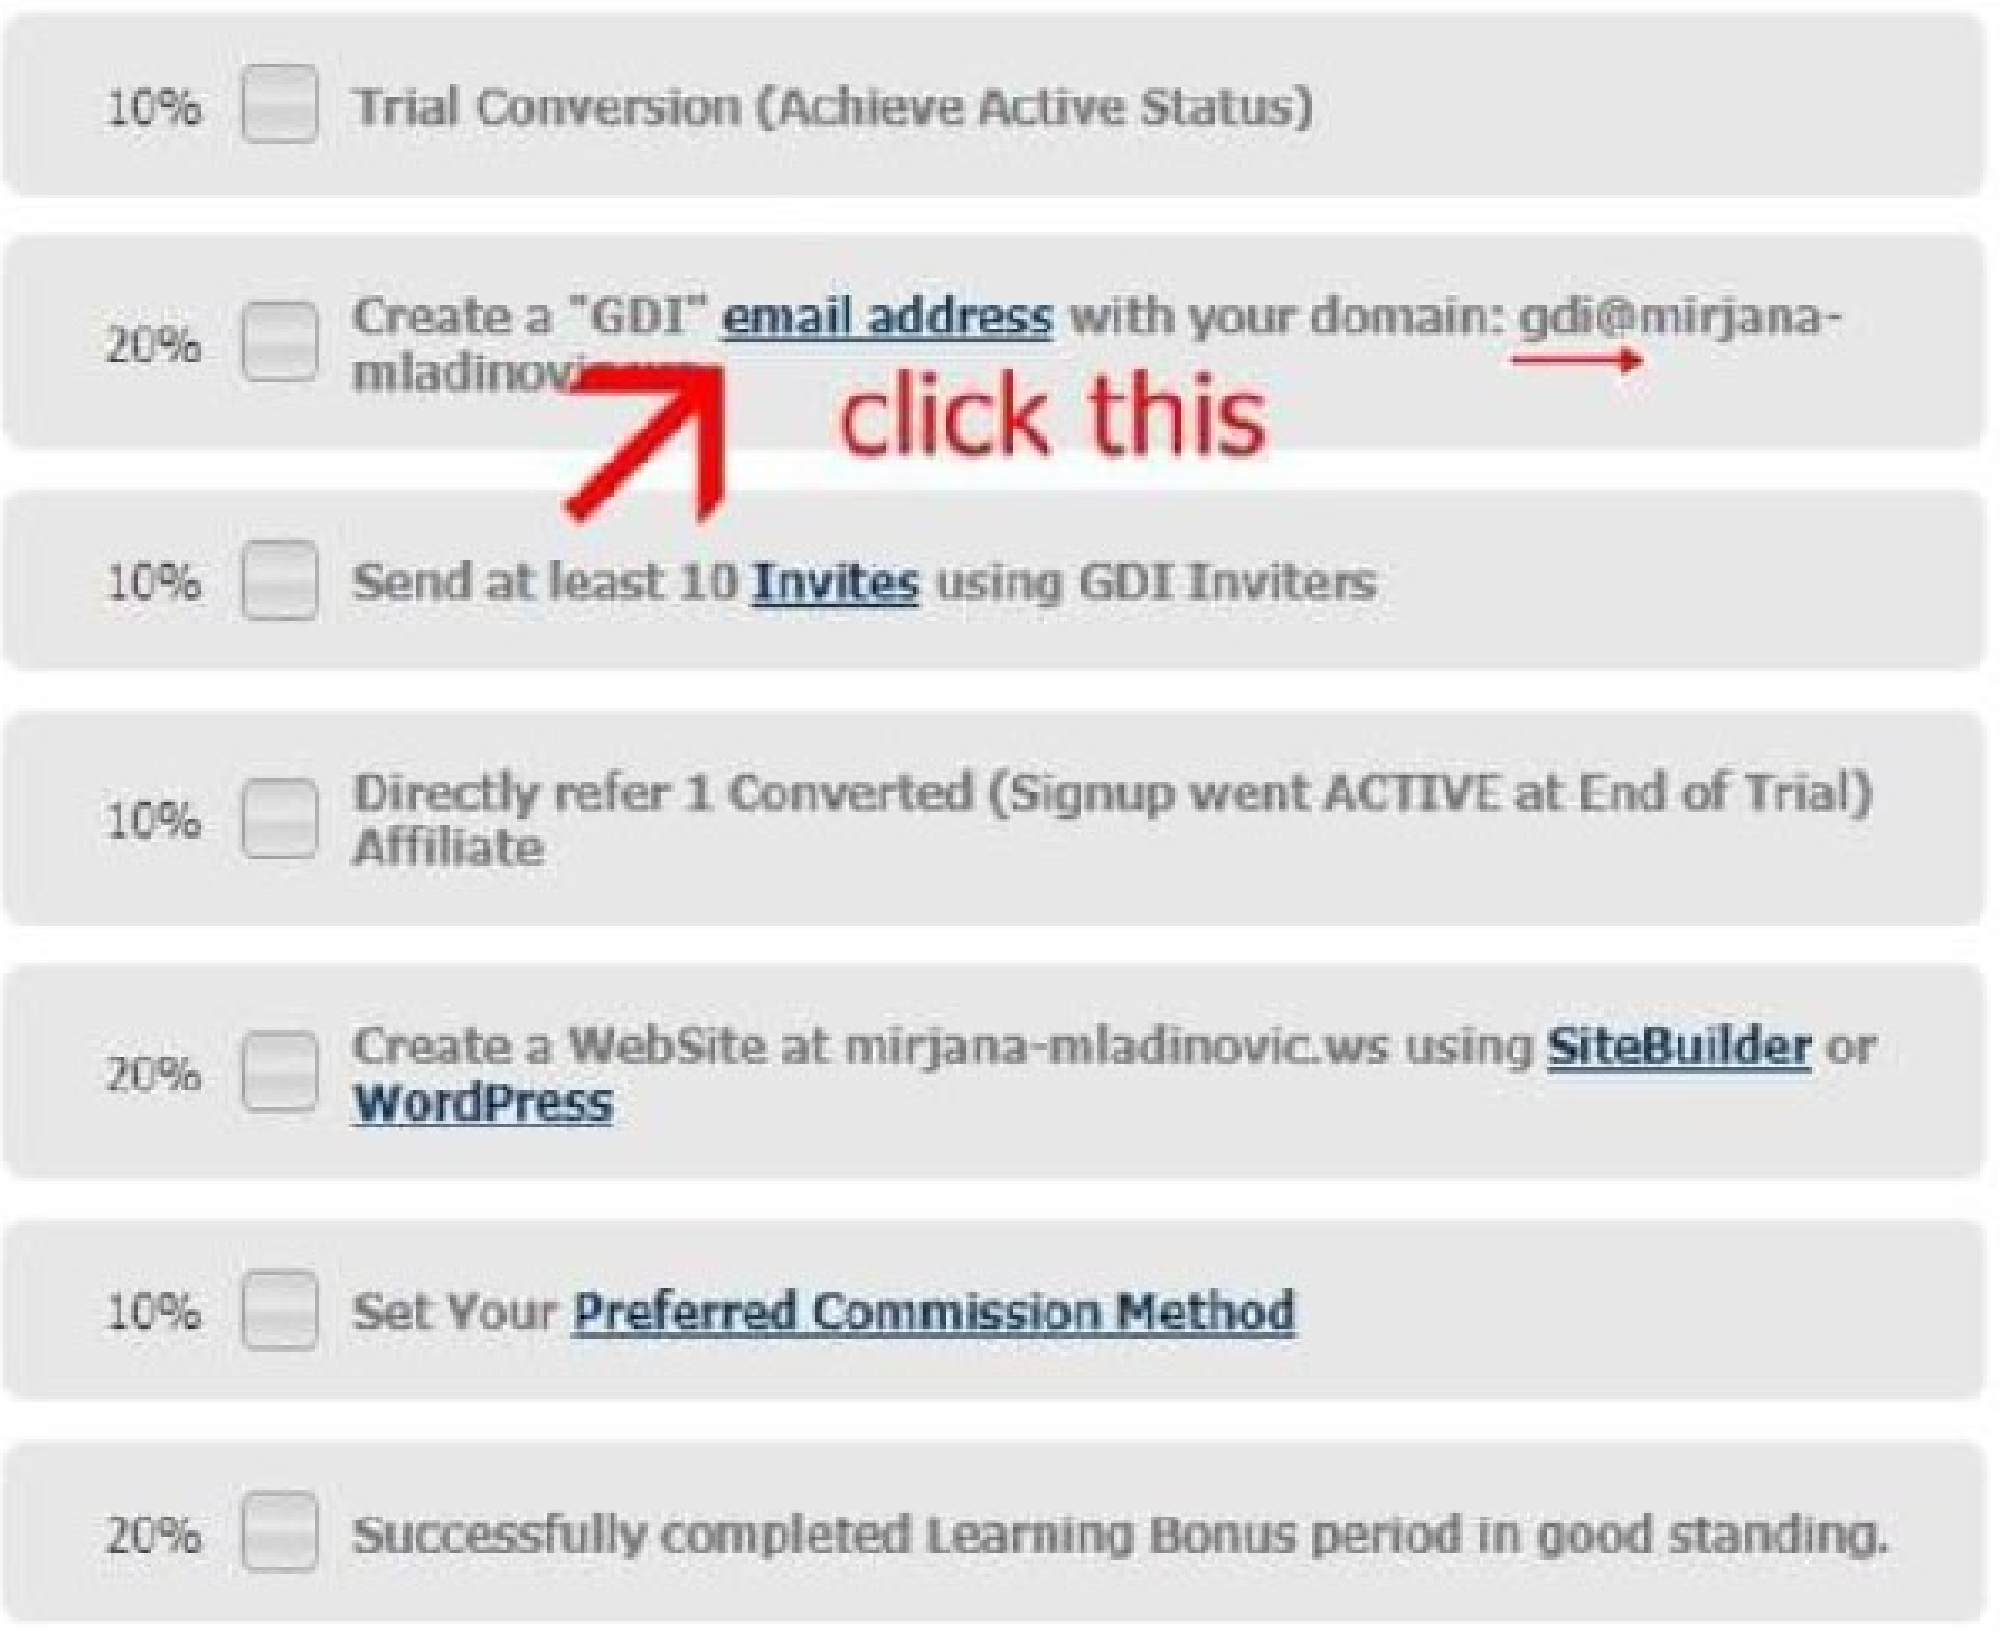 10% Trial Conversion (Achieve Active Status)
20% Create a "GDI" email address with your domain: gdi@mirjana-
click this
10% Send at least 10 Invites using GDI Inviters
10% Directly refer 1 Converted (Signup went ACTIVE at End of Trial)
Affiliate
20% Create a WebSite at mirjana-mladinovic.ws using SiteBuilder or
WordPress
10% Set Your Preferred Commission Method
20% Successfully completed Learning Bonus period in good standing.